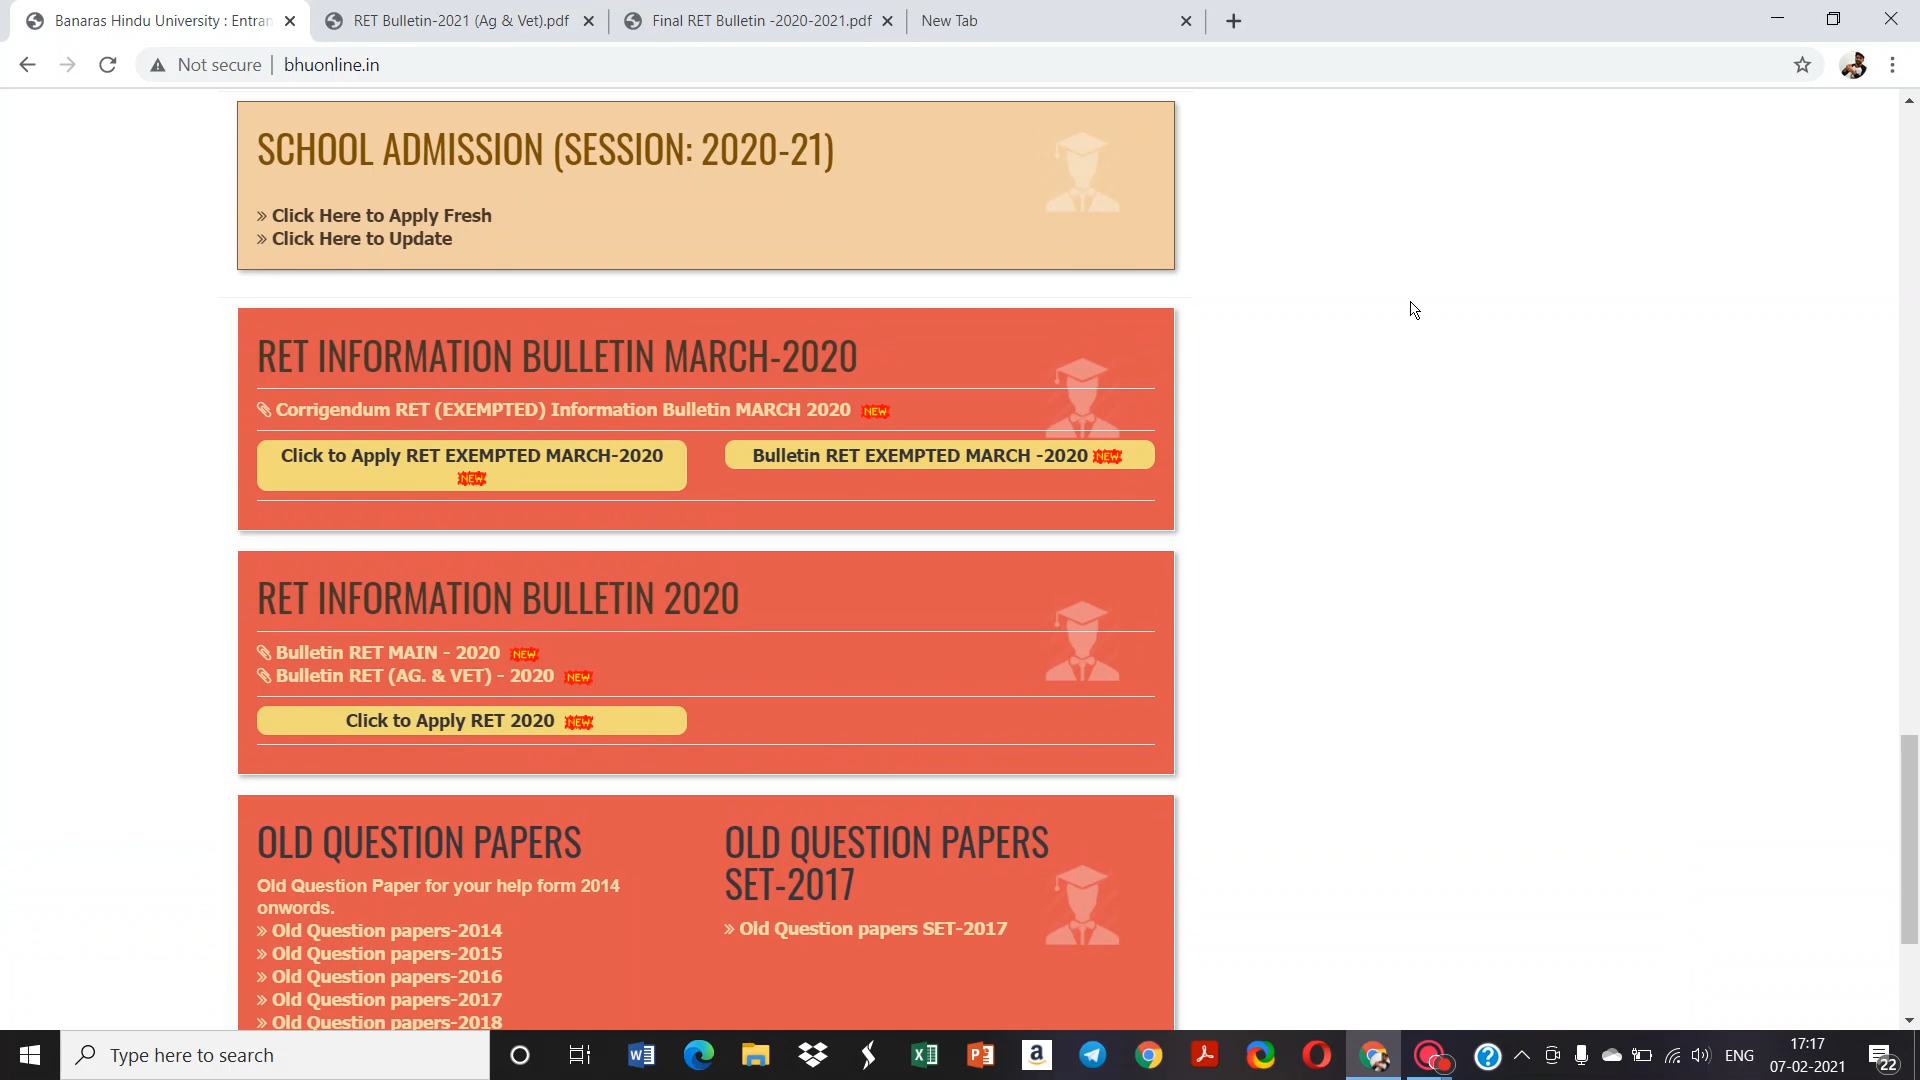 Banaras Hindu University : Entran
RET Bulletin-2021 (Ag & Vet).pdf
Final RET Bulletin -2020-2021.pdf
New Tab
Not secure
bhuonline.in
SCHOOL ADMISSION (SESSION: 2020-21)
» Click Here to Apply Fresh
» Click Here to Update
RET INFORMATION BULLETIN MARCH-2020
Corrigendum RET (EXEMPTED) Information Bulletin MARCH 2020 NEW
Click to Apply RET EXEMPTED MARCH-2020
NEW
Bulletin RET EXEMPTED MARCH -2020 NEW
RET INFORMATION BULLETIN 2020
Bulletin RET MAIN - 2020 NEW
Bulletin RET (AG. & VET) - 2020 NEW
Click to Apply RET 2020 NEW
OLD QUESTION PAPERS
Old Question Paper for your help form 2014
onwords.
» Old Question papers-2014
» Old Question papers-2015
» Old Question papers-2016
» Old Question papers-2017
» Old Question papers-2018
OLD QUESTION PAPERS
SET-2017
» Old Question papers SET-2017
Type here to search
ENG
17:17
07-02-2021
22